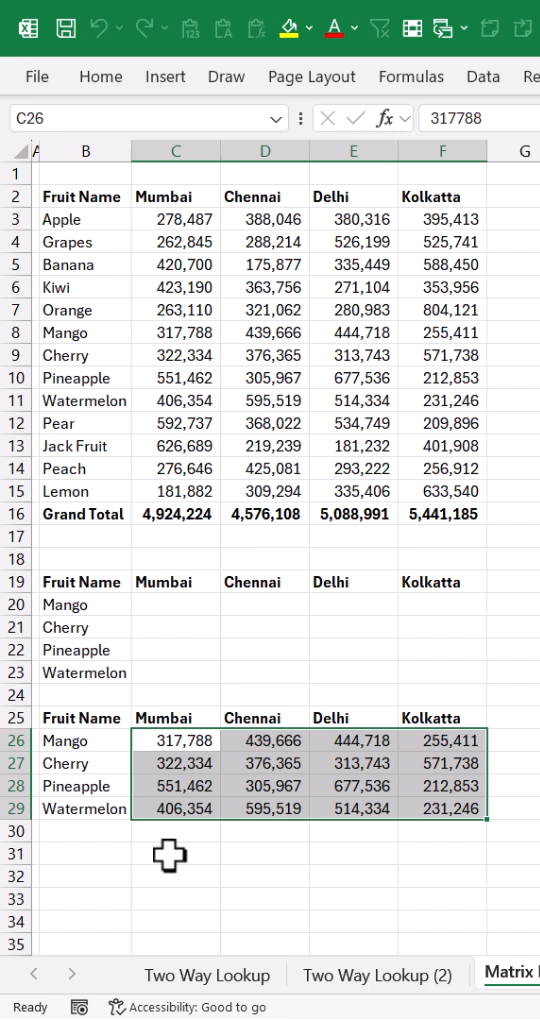 File Home Insert Draw Page Layout Formulas Data Re
C26 fx 317788
A B C D E F G
1
2 Fruit Name Mumbai Chennai Delhi Kolkatta
3 Apple 278,487 388,046 380,316 395,413
4 Grapes 262,845 288,214 526,199 525,741
5 Banana 420,700 175,877 335,449 588,450
6 Kiwi 423,190 363,756 271,104 353,956
7 Orange 263,110 321,062 280,983 804,121
8 Mango 317,788 439,666 444,718 255,411
9 Cherry 322,334 376,365 313,743 571,738
10 Pineapple 551,462 305,967 677,536 212,853
11 Watermelon 406,354 595,519 514,334 231,246
12 Pear 592,737 368,022 534,749 209,896
13 Jack Fruit 626,689 219,239 181,232 401,908
14 Peach 276,646 425,081 293,222 256,912
15 Lemon 181,882 309,294 335,406 633,540
16 Grand Total 4,924,224 4,576,108 5,088,991 5,441,185
17
18
19 Fruit Name Mumbai Chennai Delhi Kolkatta
20 Mango
21 Cherry
22 Pineapple
23 Watermelon
24
25 Fruit Name Mumbai Chennai Delhi Kolkatta
26 Mango 317,788 439,666 444,718 255,411
27 Cherry 322,334 376,365 313,743 571,738
28 Pineapple 551,462 305,967 677,536 212,853
29 Watermelon 406,354 595,519 514,334 231,246
30
31
32
33
34
35
Two Way Lookup Two Way Lookup (2) Matrix
Ready Accessibility: Good to go